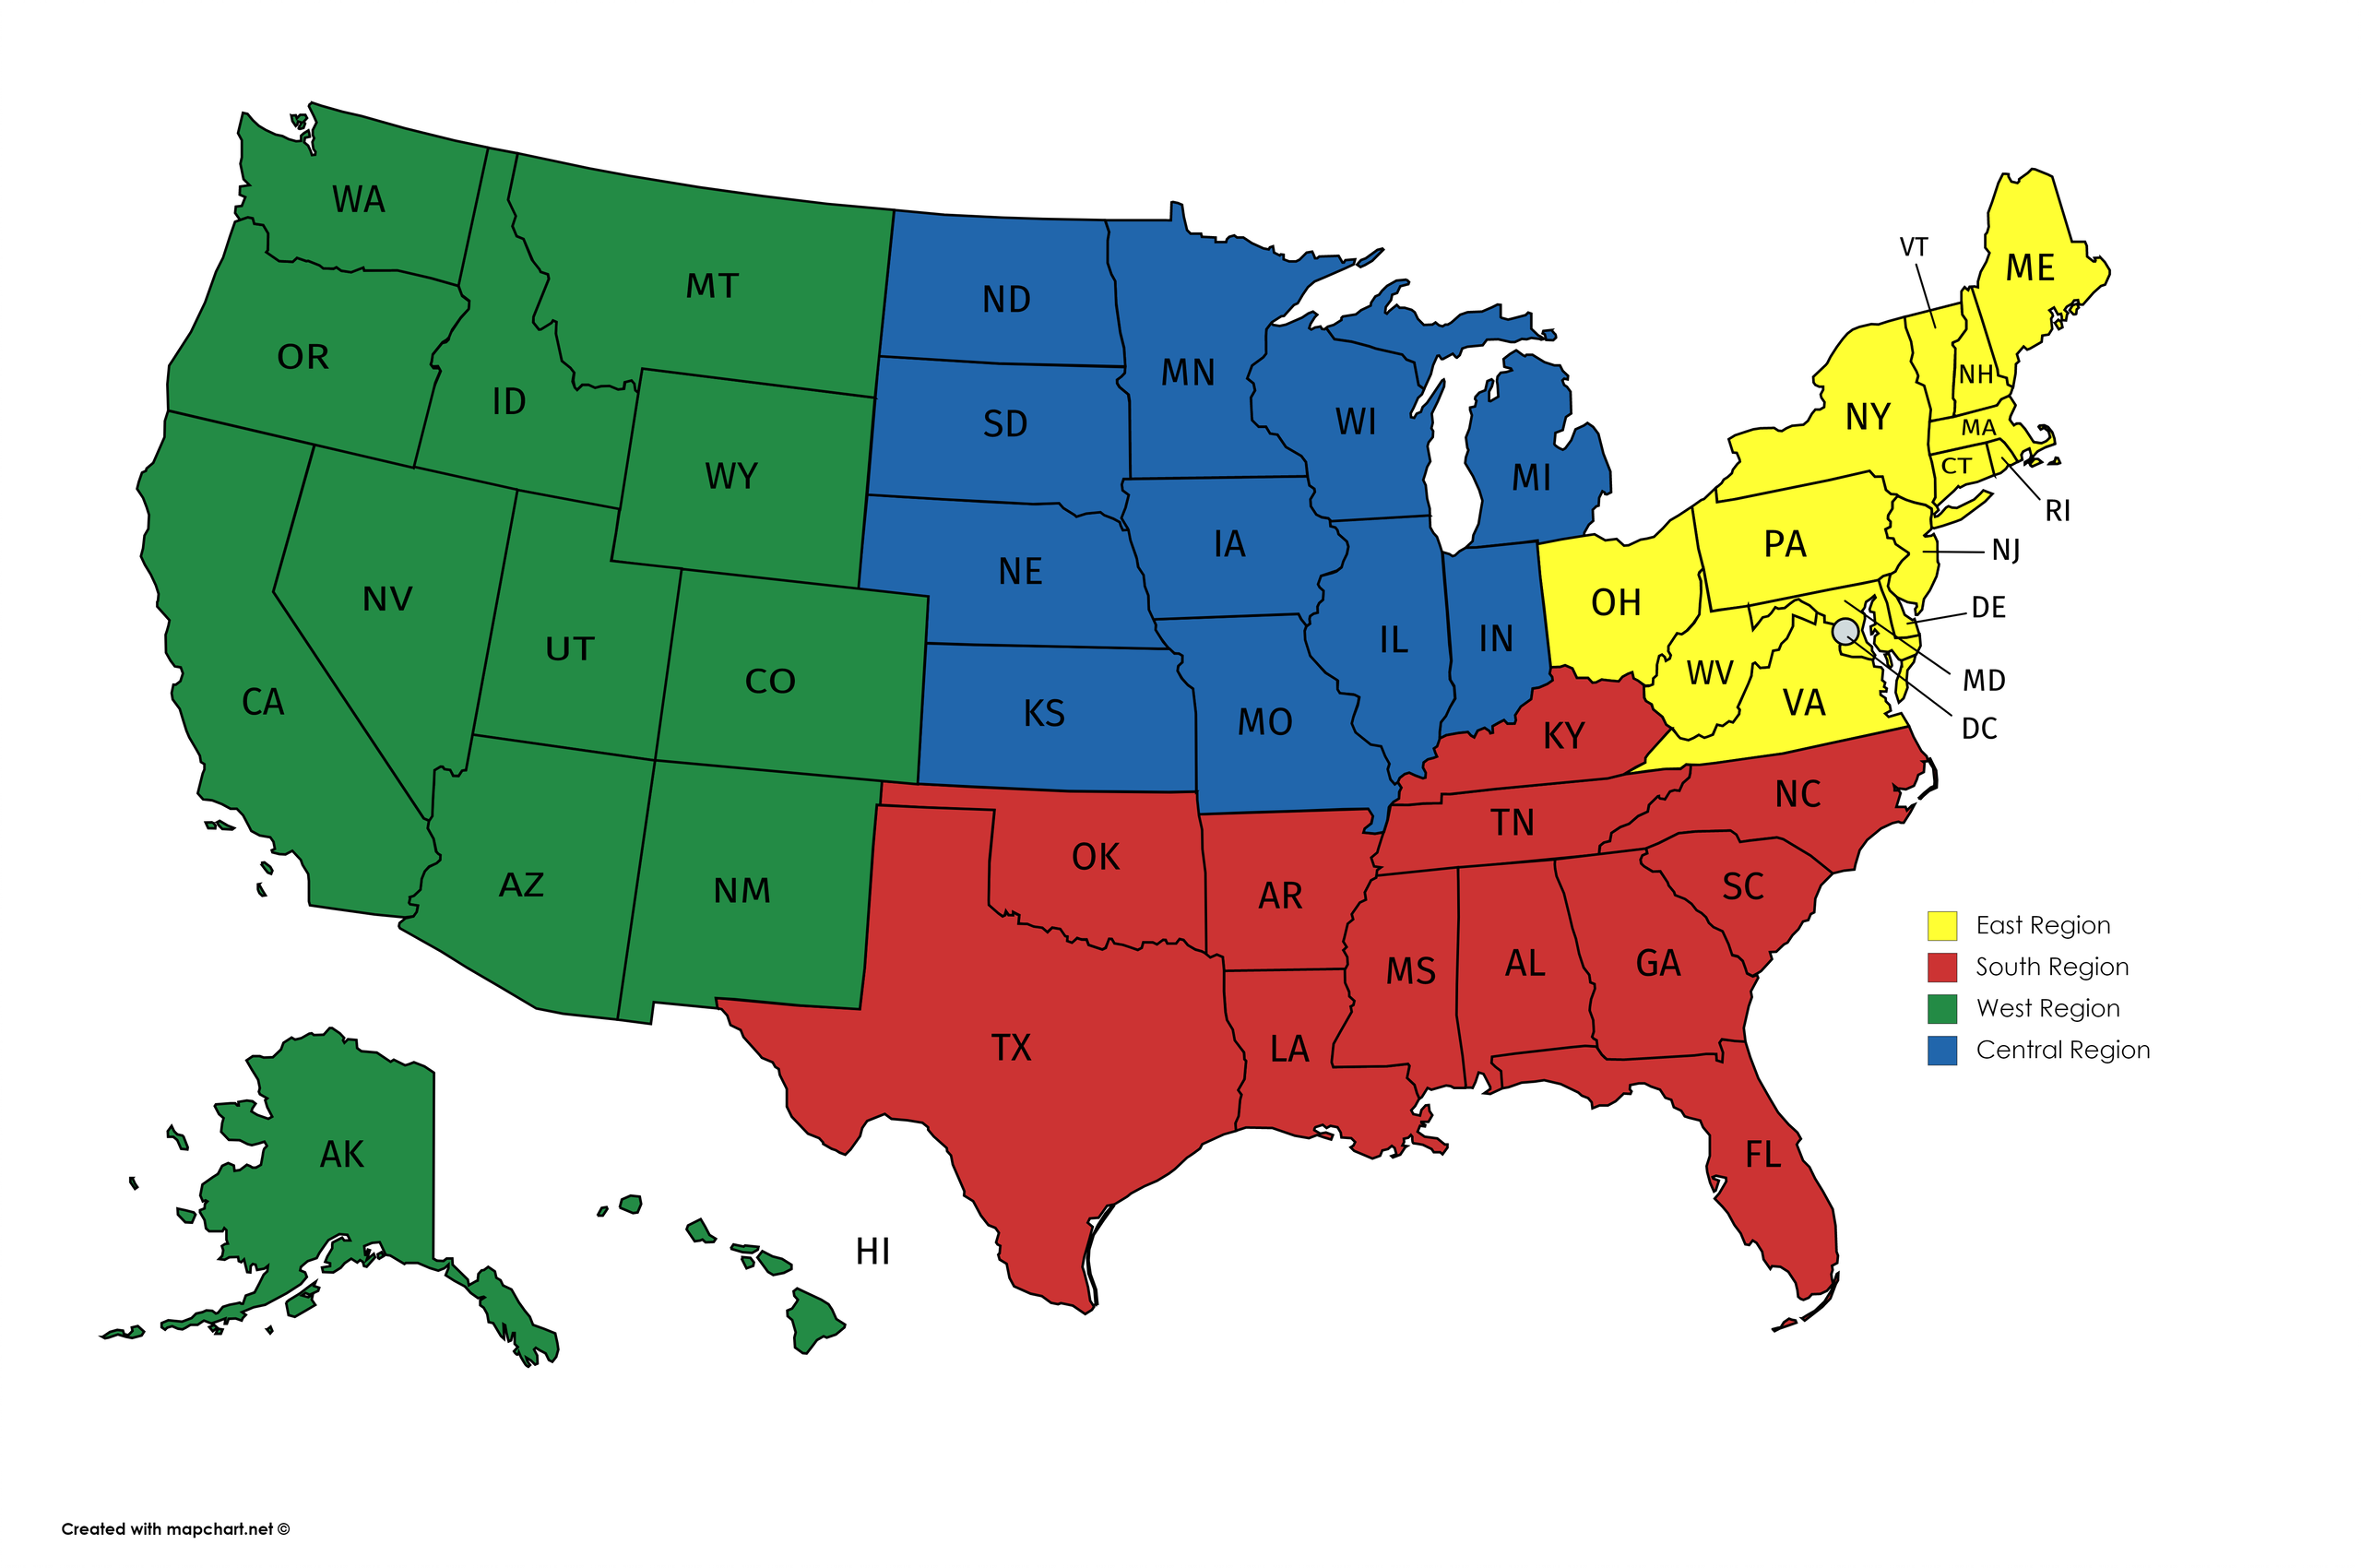 WA
MT
ND
OR
ID
MN
ME
VT
SD
WI
NH
NY
MA
WY
MI
CT
RI
IA
PA
NJ
NE
NV
OH
DE
UT
IL
IN
CO
WV
MD
CA
KS
MO
VA
DC
KY
NC
TN
OK
AZ
NM
AR
SC
MS
AL
GA
East Region
South Region
West Region
Central Region
TX
LA
AK
FL
HI
Created with mapchart.net ©